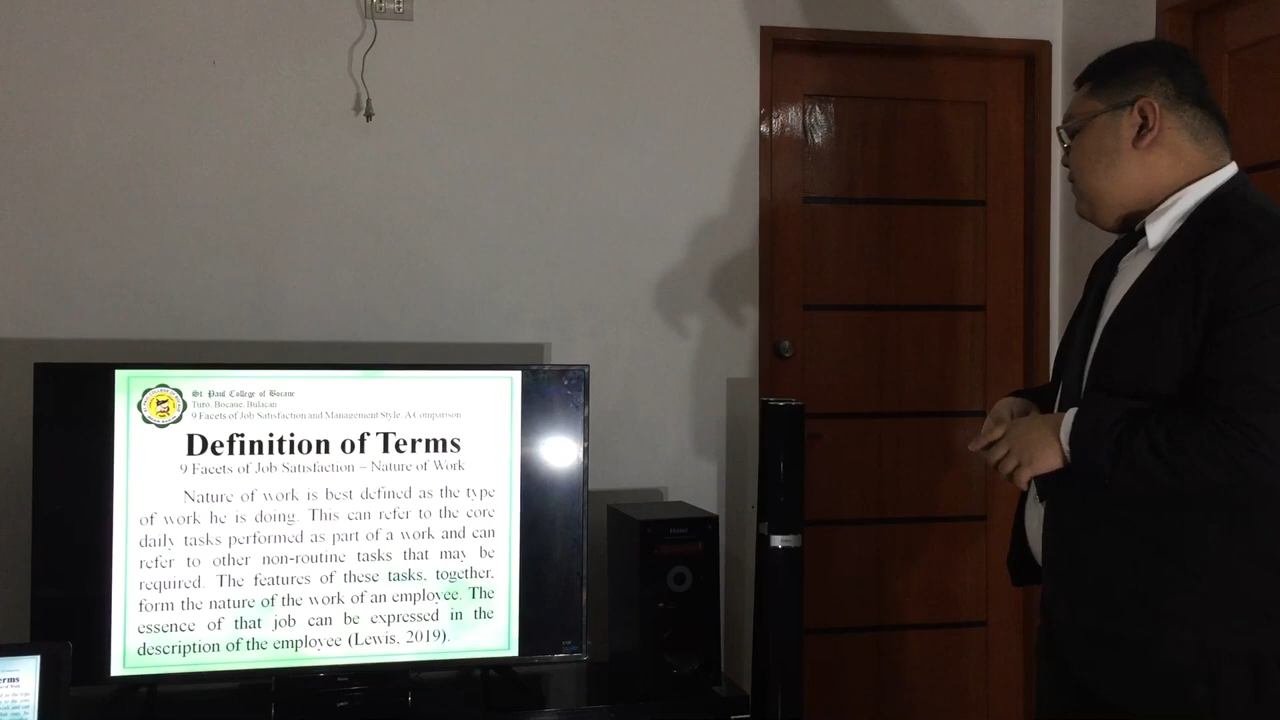 St. Paul College of Bocaue
Turo, Bocaue, Bulacan
9 Facets of Job Satisfaction and Management Style: A Comparison
Definition of Terms
9 Facets of Job Satisfaction – Nature of Work
Nature of work is best defined as the type
of work he is doing. This can refer to the core
daily tasks performed as part of a work and can
refer to other non-routine tasks that may be
required. The features of these tasks, together,
form the nature of the work of an employee. The
essence of that job can be expressed in the
description of the employee (Lewis, 2019).